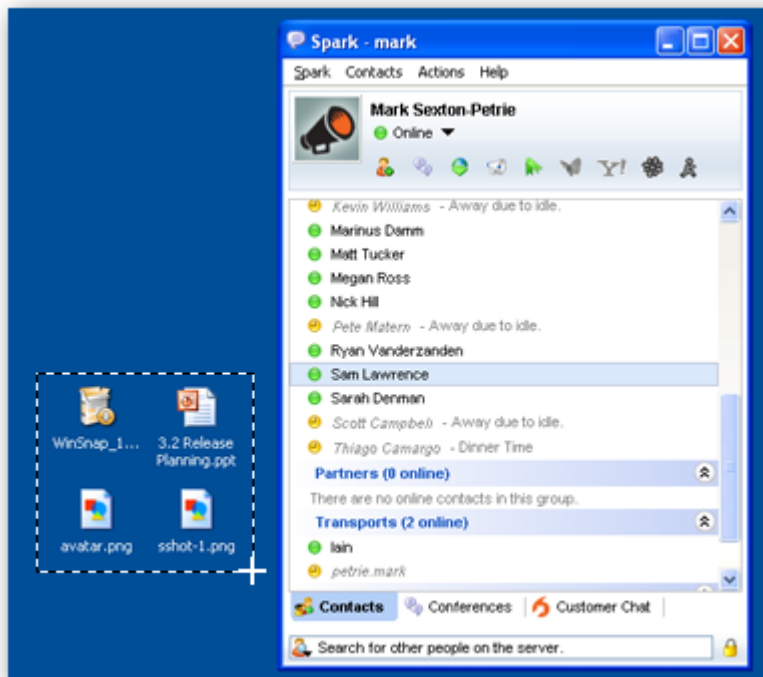 Spark - mark
Spark Contacts Actions Help
Mark Sexton-Petrie
Online
Kevin Williams - Away due to idle.
Marinus Damm
Matt Tucker
Megan Ross
Nick Hill
Pete Matern - Away due to idle.
Ryan Vanderzanden
Sam Lawrence
Sarah Denman
Scott Campbell - Away due to idle.
Thiago Camargo - Dinner Time
Partners (0 online)
There are no online contacts in this group.
Transports (2 online)
Iain
petrie.mark
Contacts Conferences Customer Chat
Search for other people on the server.
WinSnap_1... 3.2 Release
Planning.ppt
avatar.png sshot-1.png